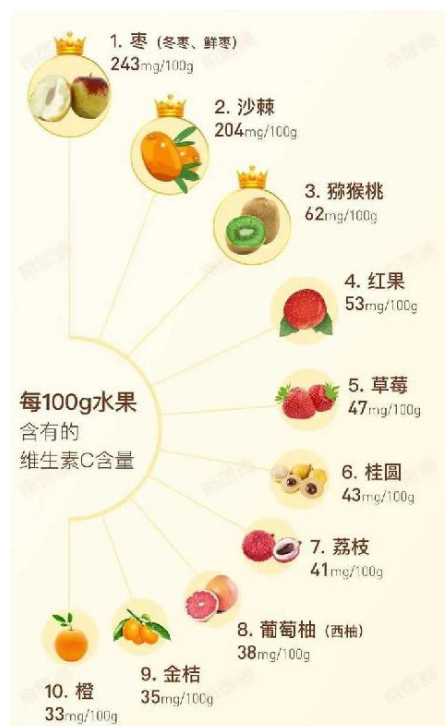 1. 枣（冬枣、鲜枣）
243mg/100g
2. 沙棘
204mg/100g
3. 猕猴桃
62mg/100g
4. 红果
53mg/100g
5. 草莓
47mg/100g
6. 桂圆
43mg/100g
7. 荔枝
41mg/100g
8. 葡萄柚（西柚）
38mg/100g
9. 金桔
35mg/100g
10. 橙
33mg/100g
每100g水果
含有的
维生素C含量